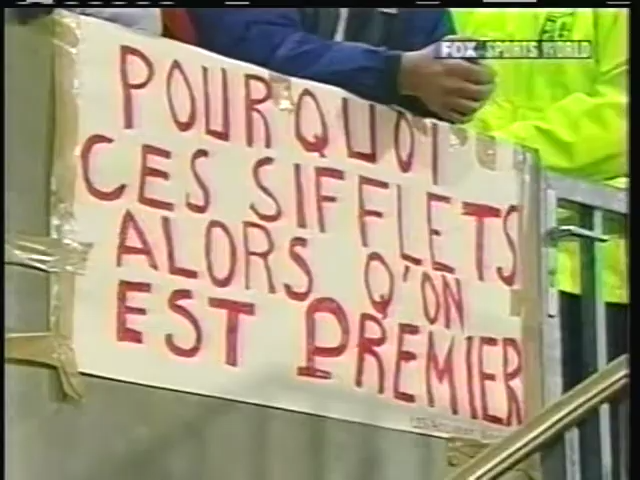 FOX SPORTS WORLD
POURQUOI
CES SIFFLETS
ALORS Q'ON
EST PREMIER